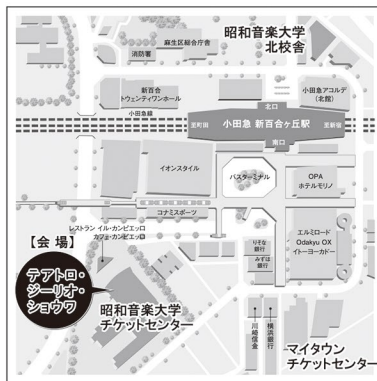 昭和音楽大学
北校舎
麻生区総合庁舎
消防署
新百合
トウェンティワンホール
小田急アコルデ
(北館)
北口
小田急線
至町田
小田急 新百合ヶ丘駅
至新宿
南口
イオンスタイル
バスターミナル
OPA
ホテルモリノ
コナミスポーツ
レストラン イル・カンピエッロ
カフェ・カンピエッロ
りそな
銀行
みずほ
銀行
エルミロード
Odakyu OX
イトーヨーカドー
【会 場】
テアトロ・
ジーリオ・
ショウワ
昭和音楽大学
チケットセンター
川崎信金
横浜銀行
マイタウン
チケットセンター